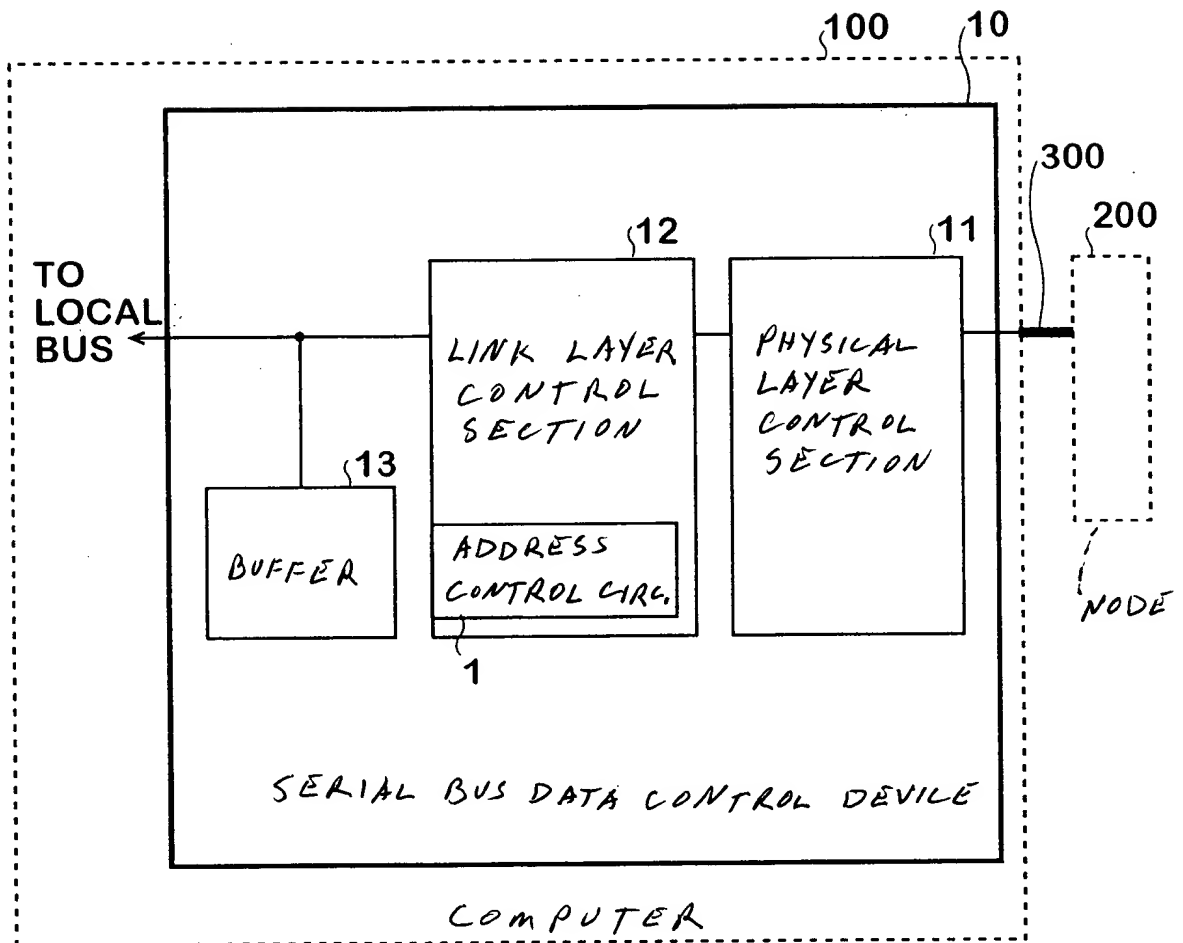 100
10
300
200
12
11
TO
LOCAL
BUS
LINK LAYER
CONTROL
SECTION
PHYSICAL
LAYER
CONTROL
SECTION
13
BUFFER
ADDRESS
CONTROL CIRC.
NODE
1
SERIAL BUS DATA CONTROL DEVICE
COMPUTER